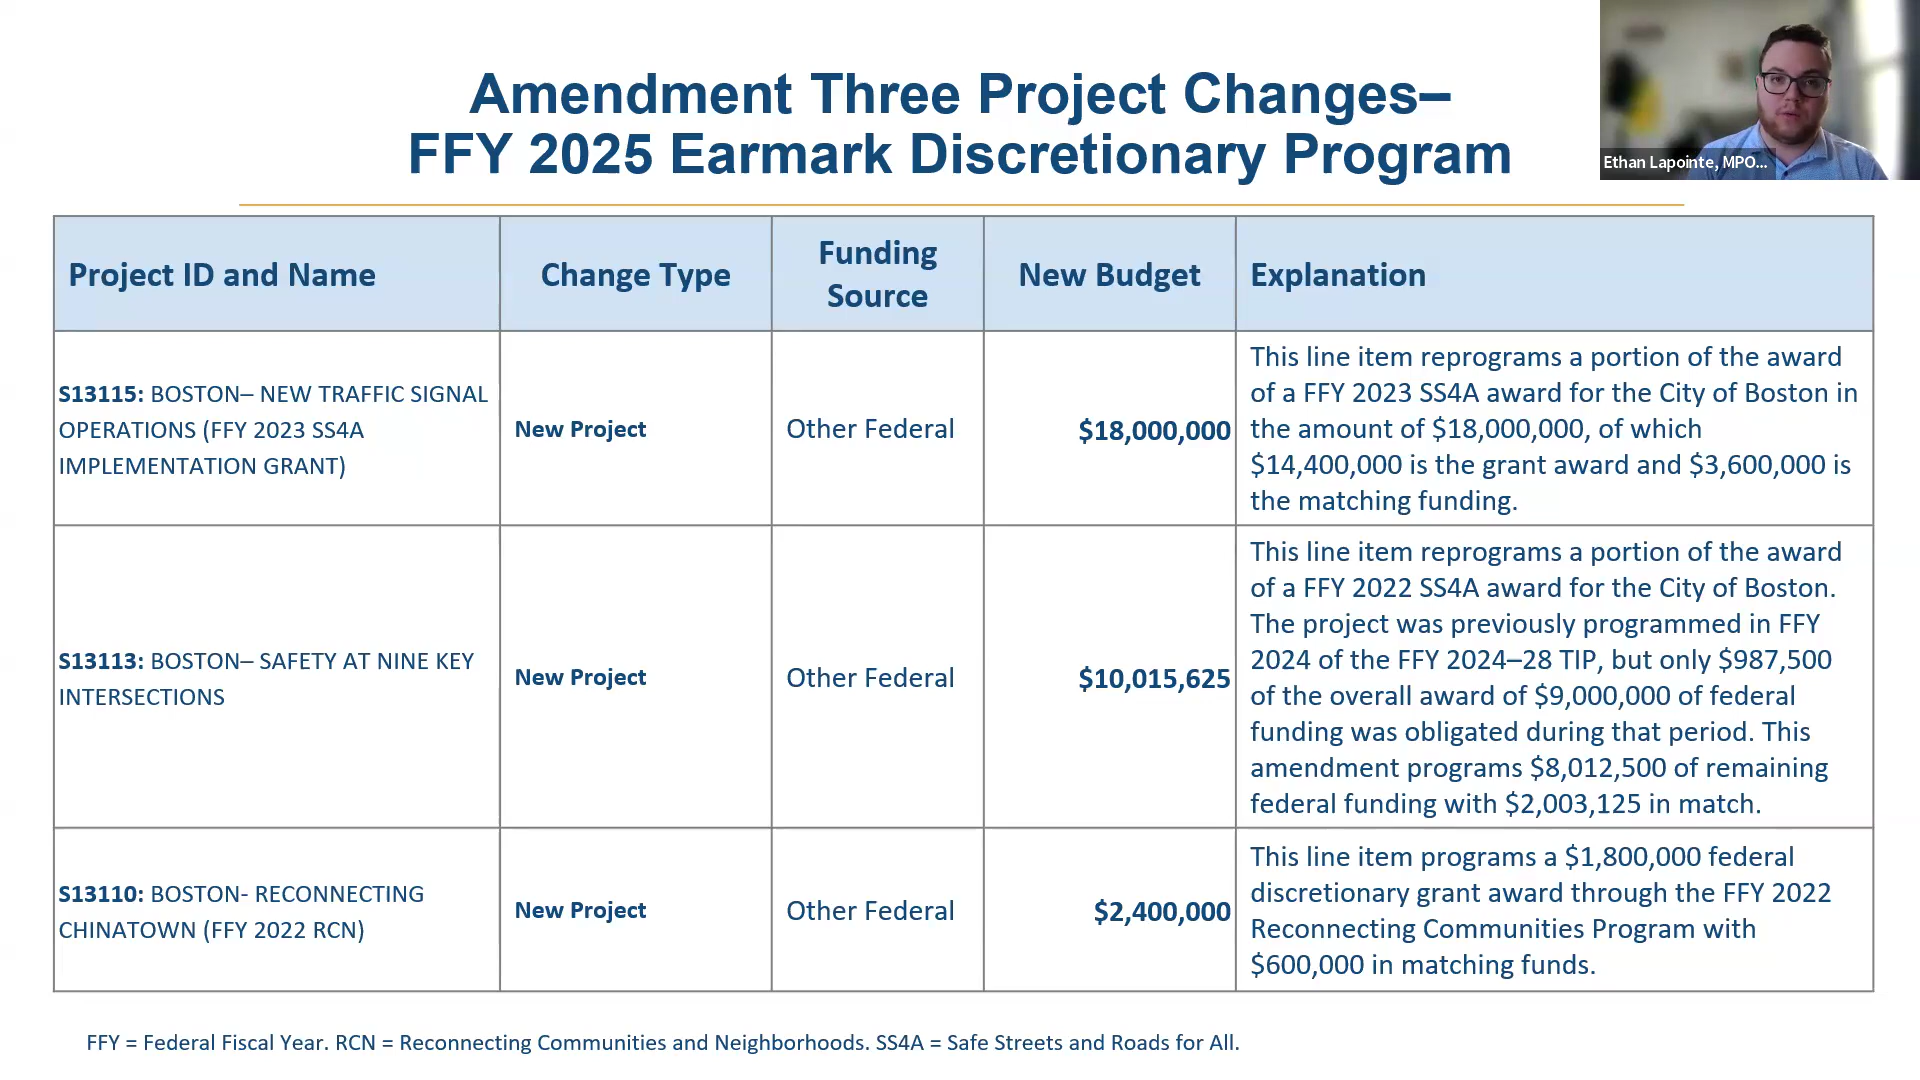 Amendment Three Project Changes–
FFY 2025 Earmark Discretionary Program
Ethan Lapointe, MPO...
Project ID and Name
Change Type
Funding
Source
New Budget
Explanation
S13115: BOSTON– NEW TRAFFIC SIGNAL
OPERATIONS (FFY 2023 SS4A
IMPLEMENTATION GRANT)
New Project
Other Federal
$18,000,000
This line item reprograms a portion of the award
of a FFY 2023 SS4A award for the City of Boston in
the amount of $18,000,000, of which
$14,400,000 is the grant award and $3,600,000 is
the matching funding.
S13113: BOSTON– SAFETY AT NINE KEY
INTERSECTIONS
New Project
Other Federal
$10,015,625
This line item reprograms a portion of the award
of a FFY 2022 SS4A award for the City of Boston.
The project was previously programmed in FFY
2024 of the FFY 2024–28 TIP, but only $987,500
of the overall award of $9,000,000 of federal
funding was obligated during that period. This
amendment programs $8,012,500 of remaining
federal funding with $2,003,125 in match.
S13110: BOSTON- RECONNECTING
CHINATOWN (FFY 2022 RCN)
New Project
Other Federal
$2,400,000
This line item programs a $1,800,000 federal
discretionary grant award through the FFY 2022
Reconnecting Communities Program with
$600,000 in matching funds.
FFY = Federal Fiscal Year. RCN = Reconnecting Communities and Neighborhoods. SS4A = Safe Streets and Roads for All.